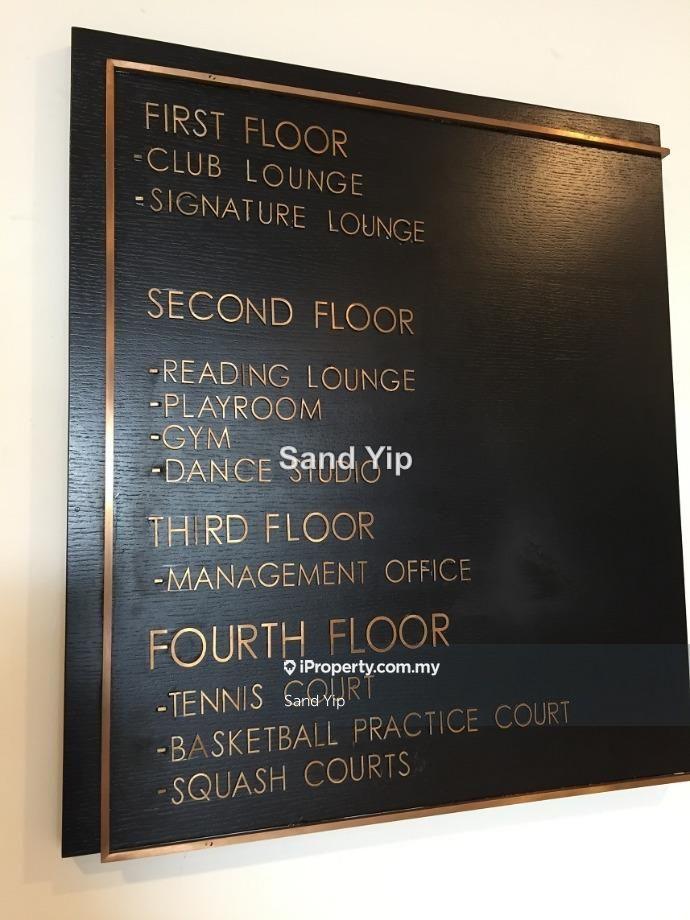 FIRST FLOOR
-CLUB LOUNGE
-SIGNATURE LOUNGE
SECOND FLOOR
-READING LOUNGE
-PLAYROOM
-GYM
-DANCE STUDIO
Sand Yip
THIRD FLOOR
-MANAGEMENT OFFICE
FOURTH FLOOR
iProperty.com.my
-TENNIS COURT
Sand Yip
-BASKETBALL PRACTICE COURT
-SQUASH COURTS